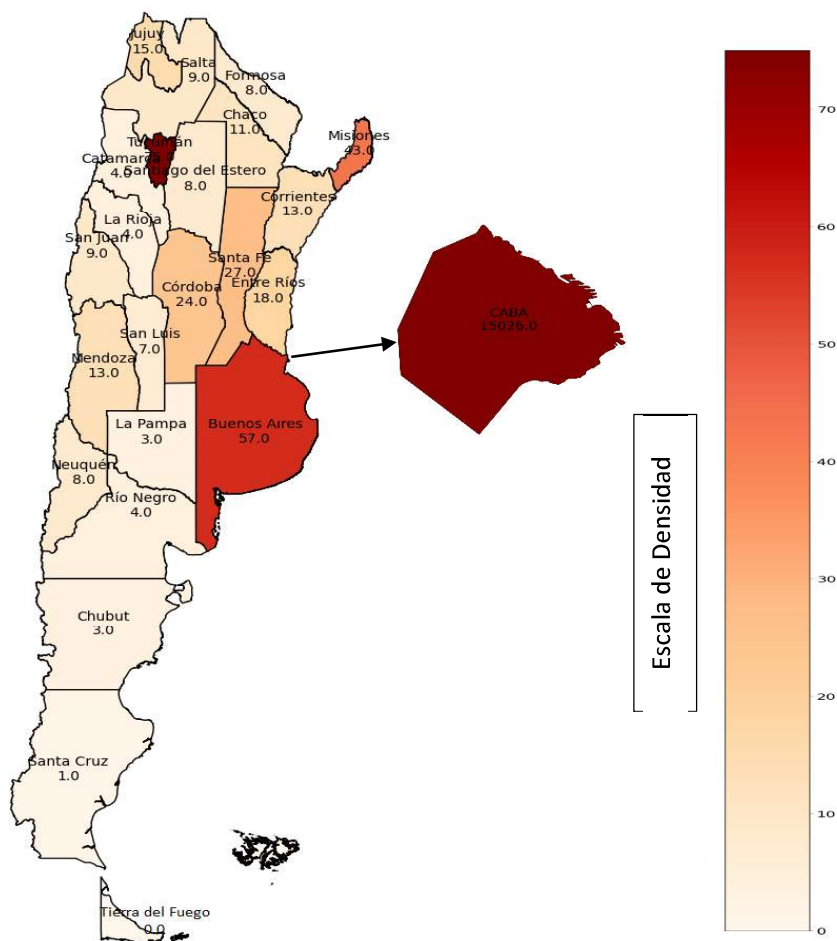 Jujuy
15.0
Salta
9.0
Formosa
8.0
Chaco
11.0
Misiones
43.0
Tucumán
Catamarca
4.0
Santiago del Estero
8.0
Corrientes
13.0
La Rioja
4.0
San Juan
9.0
Santa Fe
27.0
Córdoba
24.0
Entre Ríos
18.0
CABA
15026.0
San Luis
7.0
Mendoza
13.0
La Pampa
3.0
Buenos Aires
57.0
Neuquén
8.0
Río Negro
4.0
Chubut
3.0
Santa Cruz
1.0
Tierra del Fuego
0.0
Escala de Densidad
70
60
50
40
30
20
10
0